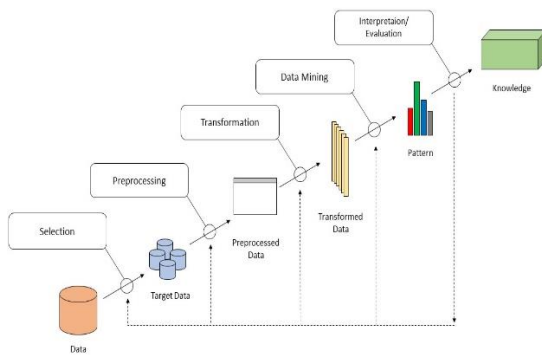 Interpretaion/
Evaluation
Knowledge
Data Mining
Pattern
Transformation
Transformed
Data
Preprocessing
Preprocessed
Data
Selection
Target Data
Data